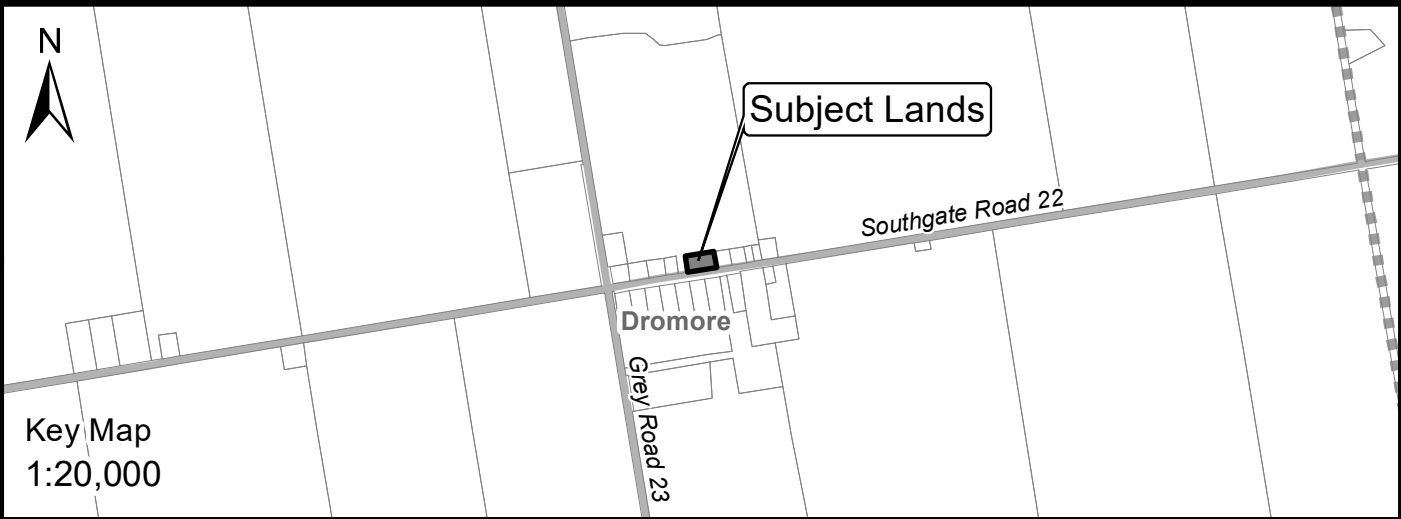 N
Subject Lands
Southgate Road 22
Dromore
Grey Road 23
Key Map
1:20,000